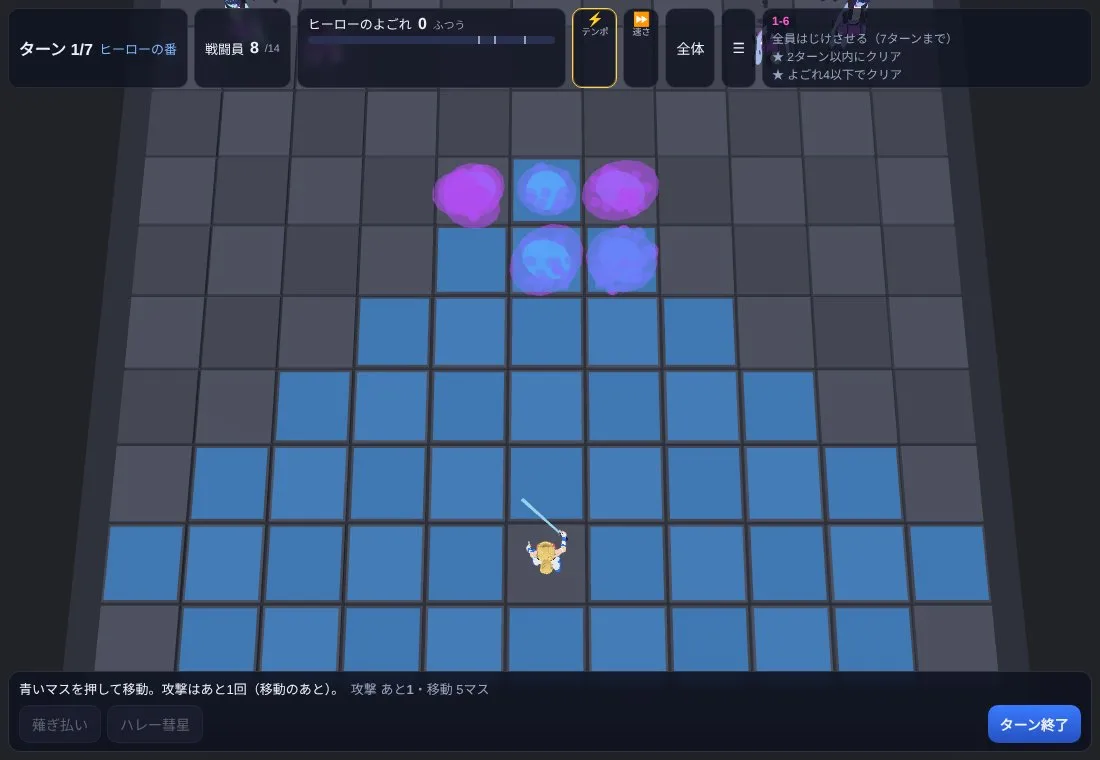 ターン 1/7 ヒーローの番
戦闘員 8 /14
ヒーローのよごれ 0 ふつう
テンポ
速さ
全体
☰
1-6
全員はじけさせる（7ターンまで）
★ 2ターン以内にクリア
★ よごれ4以下でクリア
青いマスを押して移動。攻撃はあと1回（移動のあと）。 攻撃 あと1・移動 5マス
薙ぎ払い
ハレー彗星
ターン終了